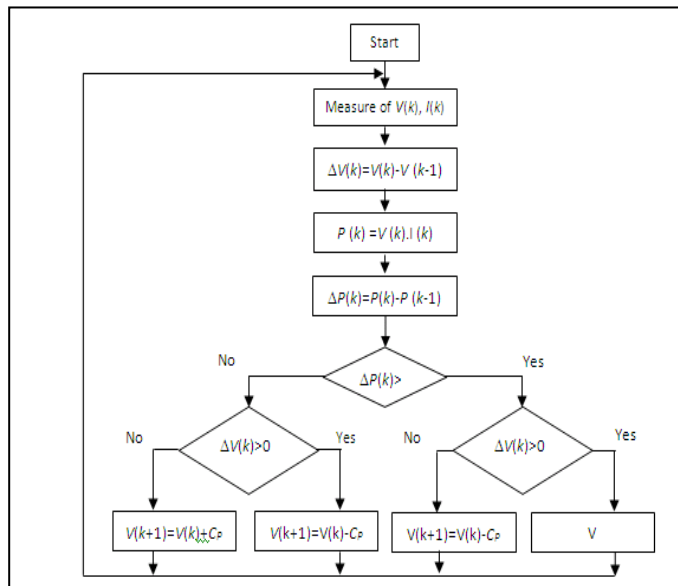 Start
Measure of V(k), I(k)
ΔV(k)=V(k)-V (k-1)
P (k) =V (k).I (k)
ΔP(k)=P(k)-P (k-1)
No
Yes
ΔP(k)>
No
ΔV(k)>0
Yes
No
ΔV(k)>0
Yes
V(k+1)=V(k)+CP
V(k+1)=V(k)-CP
V(k+1)=V(k)-CP
V